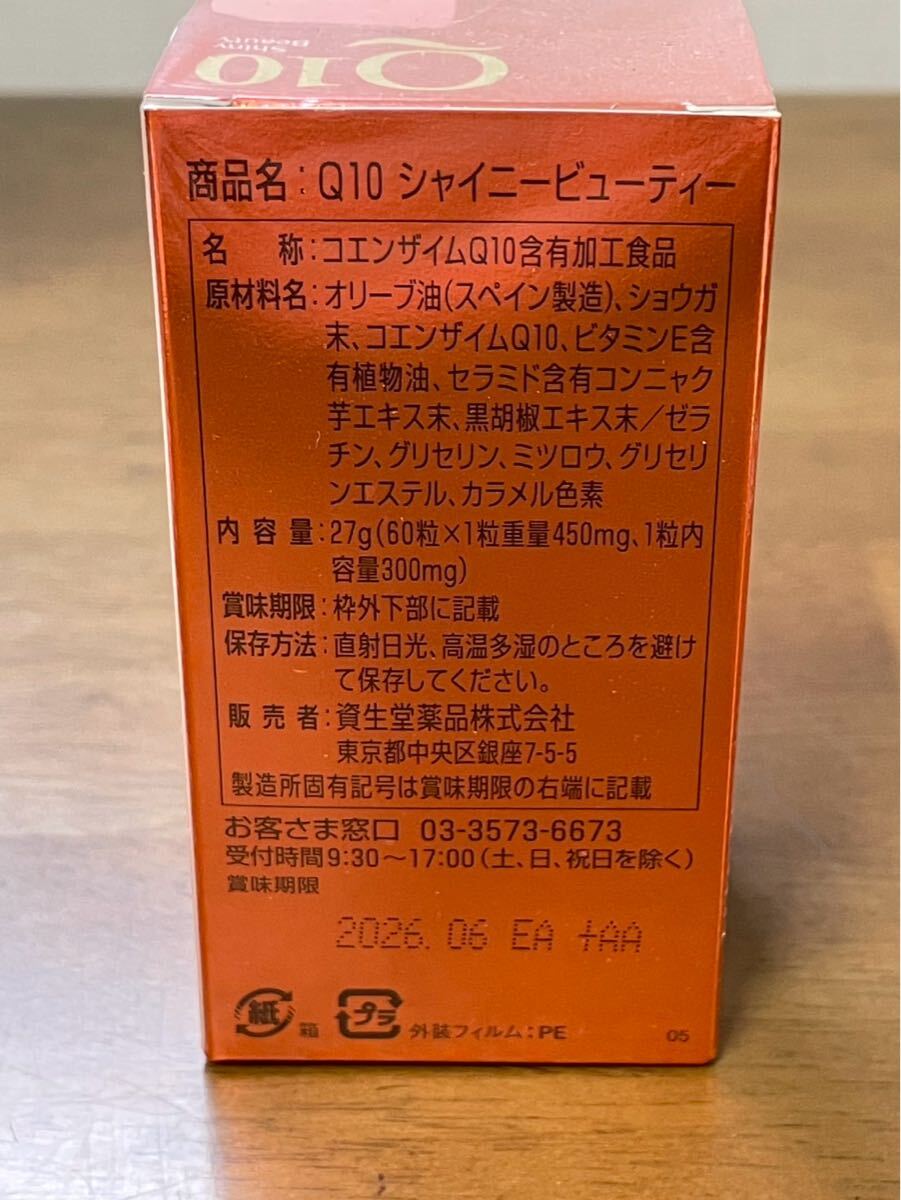 Q10
Shiny
Beauty
商品名：Q10 シャイニービューティー
名　　称：コエンザイムQ10含有加工食品
原材料名：オリーブ油(スペイン製造)、ショウガ
末、コエンザイムQ10、ビタミンE含
有植物油、セラミド含有コンニャク
芋エキス末、黒胡椒エキス末／ゼラ
チン、グリセリン、ミツロウ、グリセリ
ンエステル、カラメル色素
内 容 量：27g(60粒×1粒重量450mg、1粒内
容量300mg)
賞味期限：枠外下部に記載
保存方法：直射日光、高温多湿のところを避け
て保存してください。
販 売 者：資生堂薬品株式会社
東京都中央区銀座7-5-5
製造所固有記号は賞味期限の右端に記載
お客さま窓口 03-3573-6673
受付時間9:30～17:00(土、日、祝日を除く)
賞味期限
2026. 06 EA +AA
紙 箱 プラ 外装フィルム：PE 05